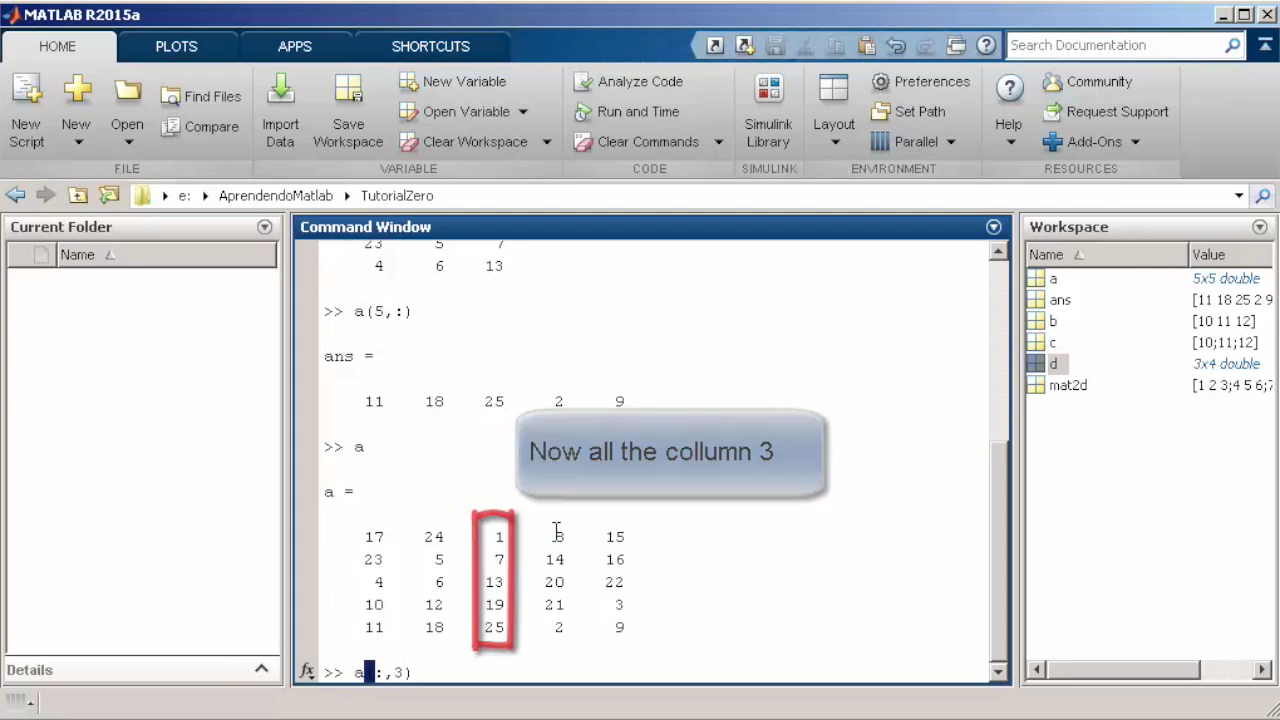 MATLAB R2015a
HOME PLOTS APPS SHORTCUTS
Search Documentation
New Script
New
Open
Find Files
Compare
Import Data
Save Workspace
New Variable
Open Variable
Clear Workspace
Analyze Code
Run and Time
Clear Commands
Simulink Library
Layout
Preferences
Set Path
Parallel
Help
Community
Request Support
Add-Ons
FILE VARIABLE CODE SIMULINK ENVIRONMENT RESOURCES
e: AprendendoMatlab TutorialZero
Current Folder
Name
Details
Command Window
23 5 7
4 6 13
>> a(5,:)
ans =
11 18 25 2 9
>> a
Now all the collumn 3
a =
17 24 1 8 15
23 5 7 14 16
4 6 13 20 22
10 12 19 21 3
11 18 25 2 9
fx >> a(:,3)
Workspace
Name Value
a 5x5 double
ans [11 18 25 2 9
b [10 11 12]
c [10;11;12]
d 3x4 double
mat2d [1 2 3;4 5 6;7